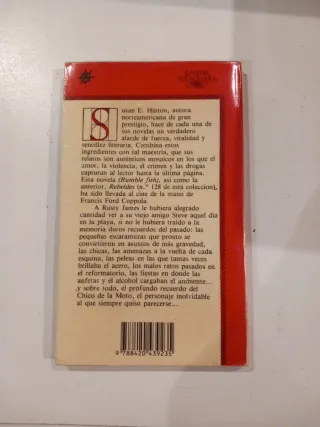 Susan E. Hinton, autora
norteamericana de gran
prestigio, hace de cada una de
sus novelas un verdadero
alarde de fuerza, vitalidad y
sencillez literaria. Combina estos
ingredientes con tal maestría, que sus
relatos son auténticos mosaicos en los que el
amor, la violencia, el crimen y las drogas
capturan al lector hasta la última página.
Esta novela (Rumble fish), así como la
anterior, Rebeldes (n.º 128 de esta colección),
ha sido llevada al cine de la mano de
Francis Ford Coppola.
A Rusty James le hubiera alegrado
cantidad ver a su viejo amigo Steve aquel día
en la playa, si no le hubiera traído a la
memoria duros recuerdos del pasado: las
pequeñas escaramuzas que pronto se
convirtieron en asuntos de más gravedad,
las chicas, las amenazas a la vuelta de cada
esquina, las peleas en las que tantas veces
brillaba el acero, los malos ratos pasados en
el reformatorio, las fiestas en donde las
anfetas y el alcohol cargaban el ambiente...
y sobre todo, el profundo recuerdo del
Chico de la Moto, el personaje inolvidable
al que siempre quiso parecerse...
9 788420 439235